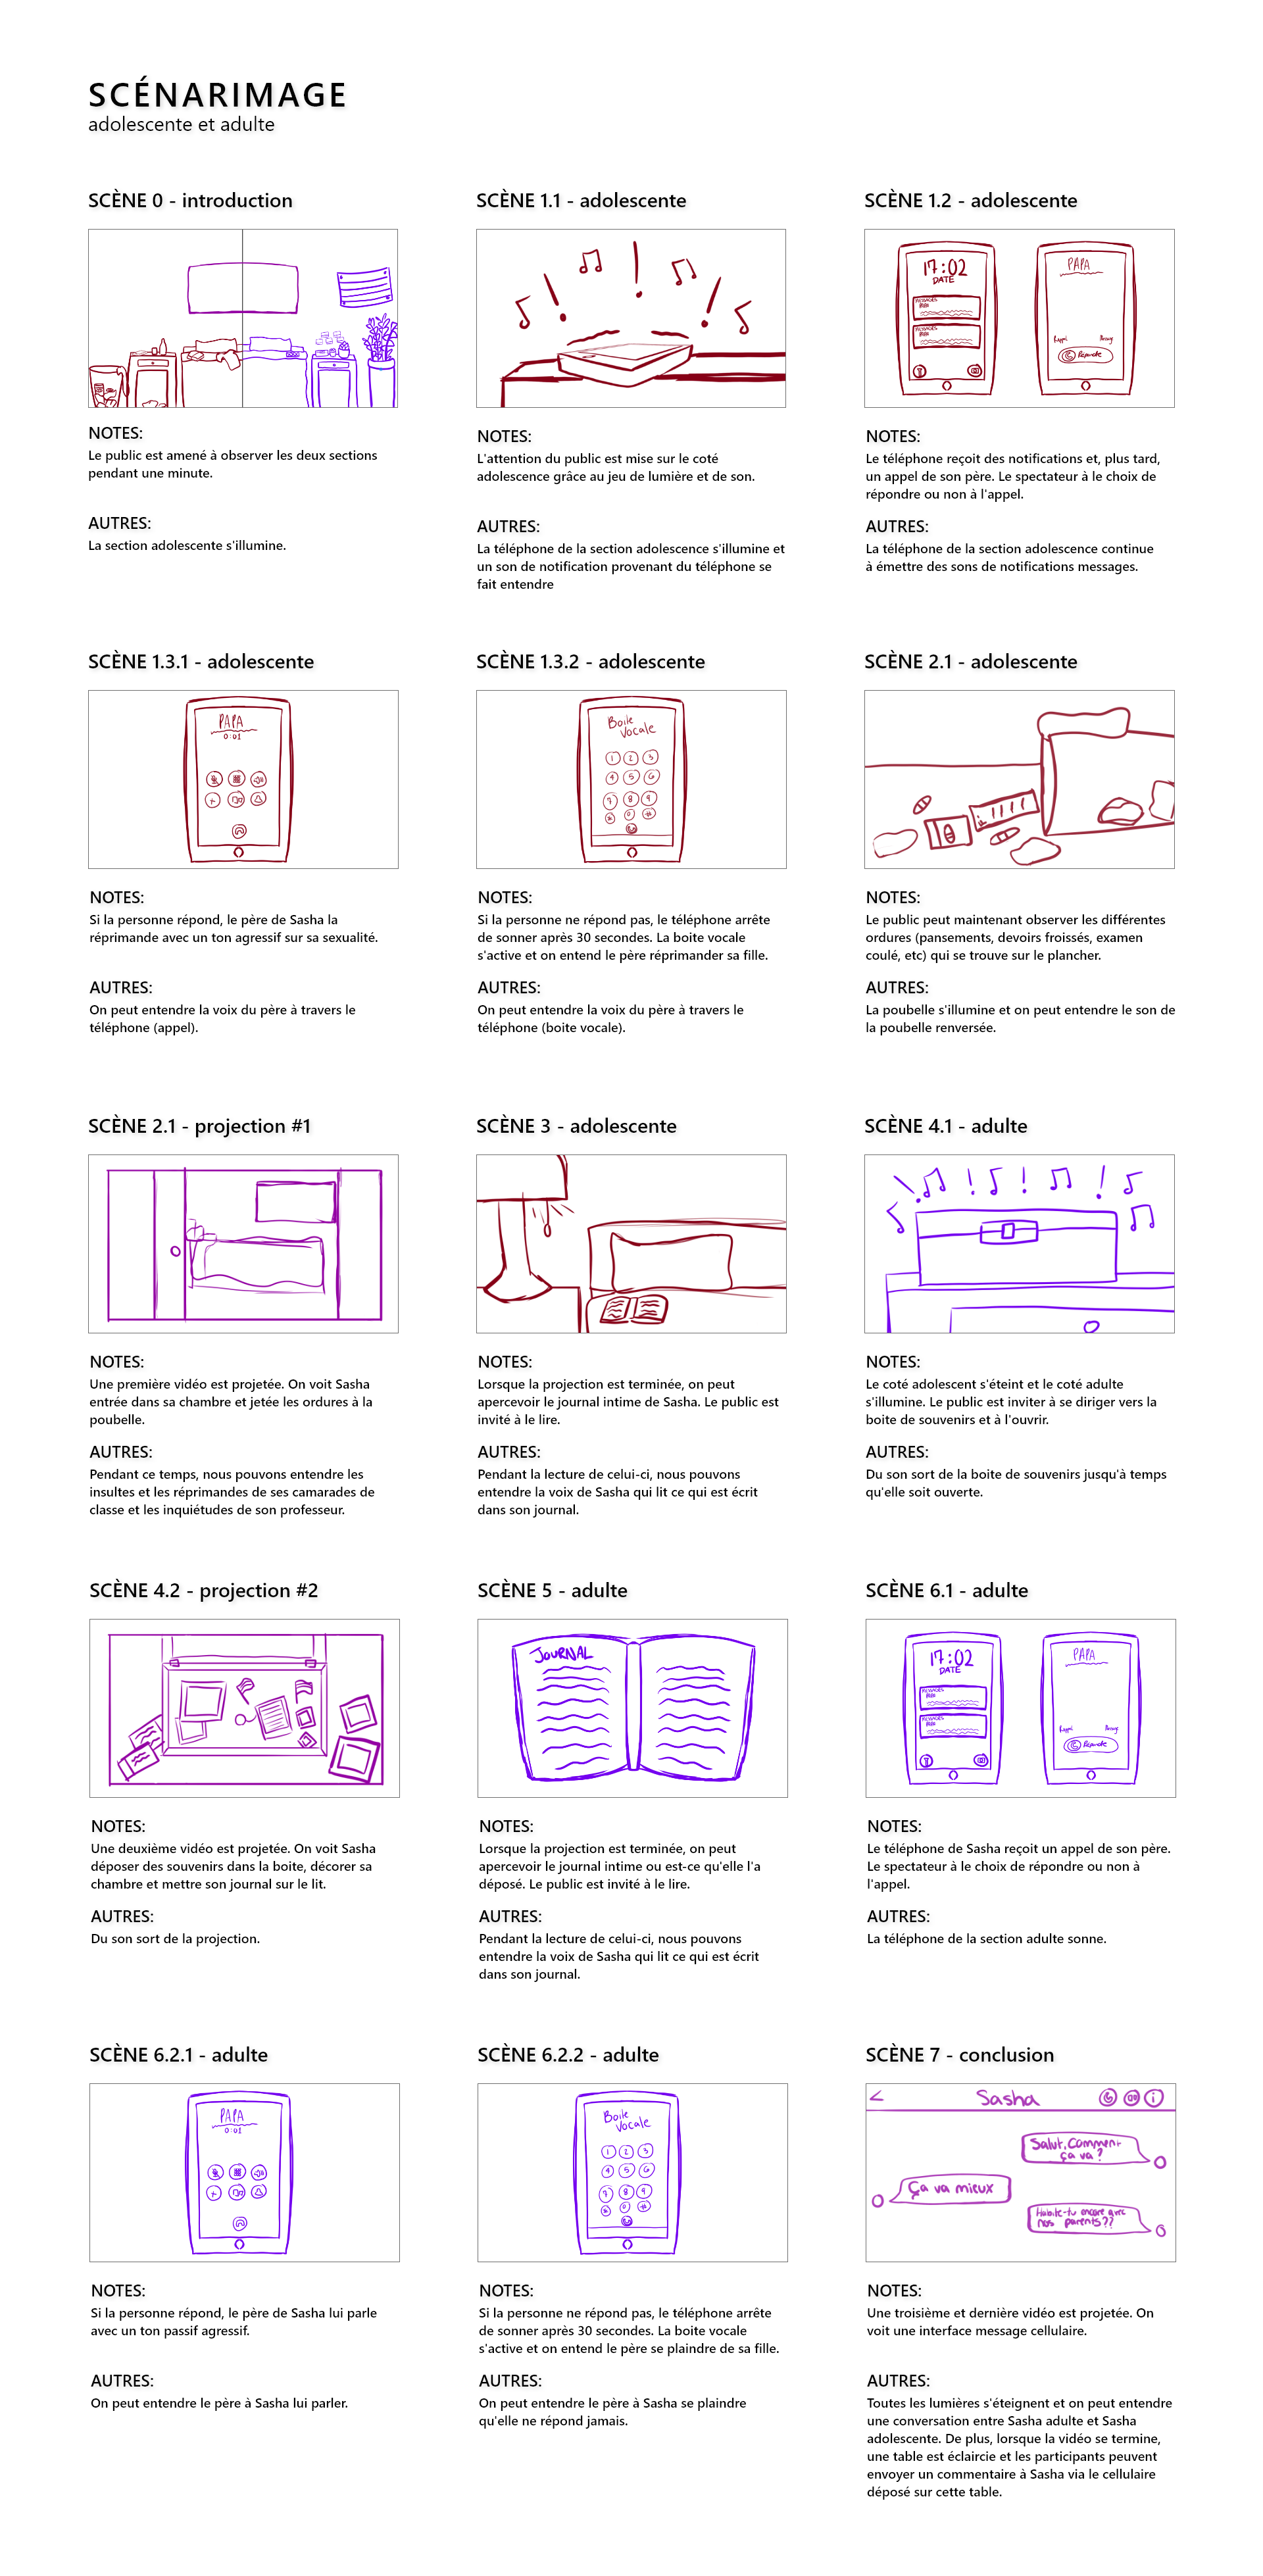 SCÉNARIMAGE
adolescente et adulte
SCÈNE 0 - introduction
NOTES:
Le public est amené à observer les deux sections
pendant une minute.
AUTRES:
La section adolescente s'illumine.
SCÈNE 1.1 - adolescente
NOTES:
L'attention du public est mise sur le coté
adolescence grâce au jeu de lumière et de son.
AUTRES:
La téléphone de la section adolescence s'illumine et
un son de notification provenant du téléphone se
fait entendre
SCÈNE 1.2 - adolescente
17:02
DATE
MESSAGES
PAPA
MESSAGES
PAPA
PAPA
Rappel
Répondre
NOTES:
Le téléphone reçoit des notifications et, plus tard,
un appel de son père. Le spectateur à le choix de
répondre ou non à l'appel.
AUTRES:
La téléphone de la section adolescence continue
à émettre des sons de notifications messages.
SCÈNE 1.3.1 - adolescente
PAPA
0:01
NOTES:
Si la personne répond, le père de Sasha la
réprimande avec un ton agressif sur sa sexualité.
AUTRES:
On peut entendre la voix du père à travers le
téléphone (appel).
SCÈNE 1.3.2 - adolescente
Boite
Vocale
1 2 3
4 5 6
7 8 9
* 0 #
NOTES:
Si la personne ne répond pas, le téléphone arrête
de sonner après 30 secondes. La boite vocale
s'active et on entend le père réprimander sa fille.
AUTRES:
On peut entendre la voix du père à travers le
téléphone (boite vocale).
SCÈNE 2.1 - adolescente
NOTES:
Le public peut maintenant observer les différentes
ordures (pansements, devoirs froissés, examen
coulé, etc) qui se trouve sur le plancher.
AUTRES:
La poubelle s'illumine et on peut entendre le son de
la poubelle renversée.
SCÈNE 2.1 - projection #1
NOTES:
Une première vidéo est projetée. On voit Sasha
entrée dans sa chambre et jetée les ordures à la
poubelle.
AUTRES:
Pendant ce temps, nous pouvons entendre les
insultes et les réprimandes de ses camarades de
classe et les inquiétudes de son professeur.
SCÈNE 3 - adolescente
NOTES:
Lorsque la projection est terminée, on peut
apercevoir le journal intime de Sasha. Le public est
invité à le lire.
AUTRES:
Pendant la lecture de celui-ci, nous pouvons
entendre la voix de Sasha qui lit ce qui est écrit
dans son journal.
SCÈNE 4.1 - adulte
NOTES:
Le coté adolescent s'éteint et le coté adulte
s'illumine. Le public est inviter à se diriger vers la
boite de souvenirs et à l'ouvrir.
AUTRES:
Du son sort de la boite de souvenirs jusqu'à temps
qu'elle soit ouverte.
SCÈNE 4.2 - projection #2
NOTES:
Une deuxième vidéo est projetée. On voit Sasha
déposer des souvenirs dans la boite, décorer sa
chambre et mettre son journal sur le lit.
AUTRES:
Du son sort de la projection.
SCÈNE 5 - adulte
JOURNAL
NOTES:
Lorsque la projection est terminée, on peut
apercevoir le journal intime ou est-ce qu'elle l'a
déposé. Le public est invité à le lire.
AUTRES:
Pendant la lecture de celui-ci, nous pouvons
entendre la voix de Sasha qui lit ce qui est écrit
dans son journal.
SCÈNE 6.1 - adulte
17:02
DATE
MESSAGES
PAPA
MESSAGES
PAPA
PAPA
Rappel
Répondre
NOTES:
Le téléphone de Sasha reçoit un appel de son père.
Le spectateur à le choix de répondre ou non à
l'appel.
AUTRES:
La téléphone de la section adulte sonne.
SCÈNE 6.2.1 - adulte
PAPA
0:01
NOTES:
Si la personne répond, le père de Sasha lui parle
avec un ton passif agressif.
AUTRES:
On peut entendre le père à Sasha lui parler.
SCÈNE 6.2.2 - adulte
Boite
Vocale
1 2 3
4 5 6
7 8 9
* 0 #
NOTES:
Si la personne ne répond pas, le téléphone arrête
de sonner après 30 secondes. La boite vocale
s'active et on entend le père se plaindre de sa fille.
AUTRES:
On peut entendre le père à Sasha se plaindre
qu'elle ne répond jamais.
SCÈNE 7 - conclusion
Sasha
Salut, Comment
ça va?
Ça va mieux
Habite-tu encore avec
nos parents??
NOTES:
Une troisième et dernière vidéo est projetée. On
voit une interface message cellulaire.
AUTRES:
Toutes les lumières s'éteignent et on peut entendre
une conversation entre Sasha adulte et Sasha
adolescente. De plus, lorsque la vidéo se termine,
une table est éclaircie et les participants peuvent
envoyer un commentaire à Sasha via le cellulaire
déposé sur cette table.